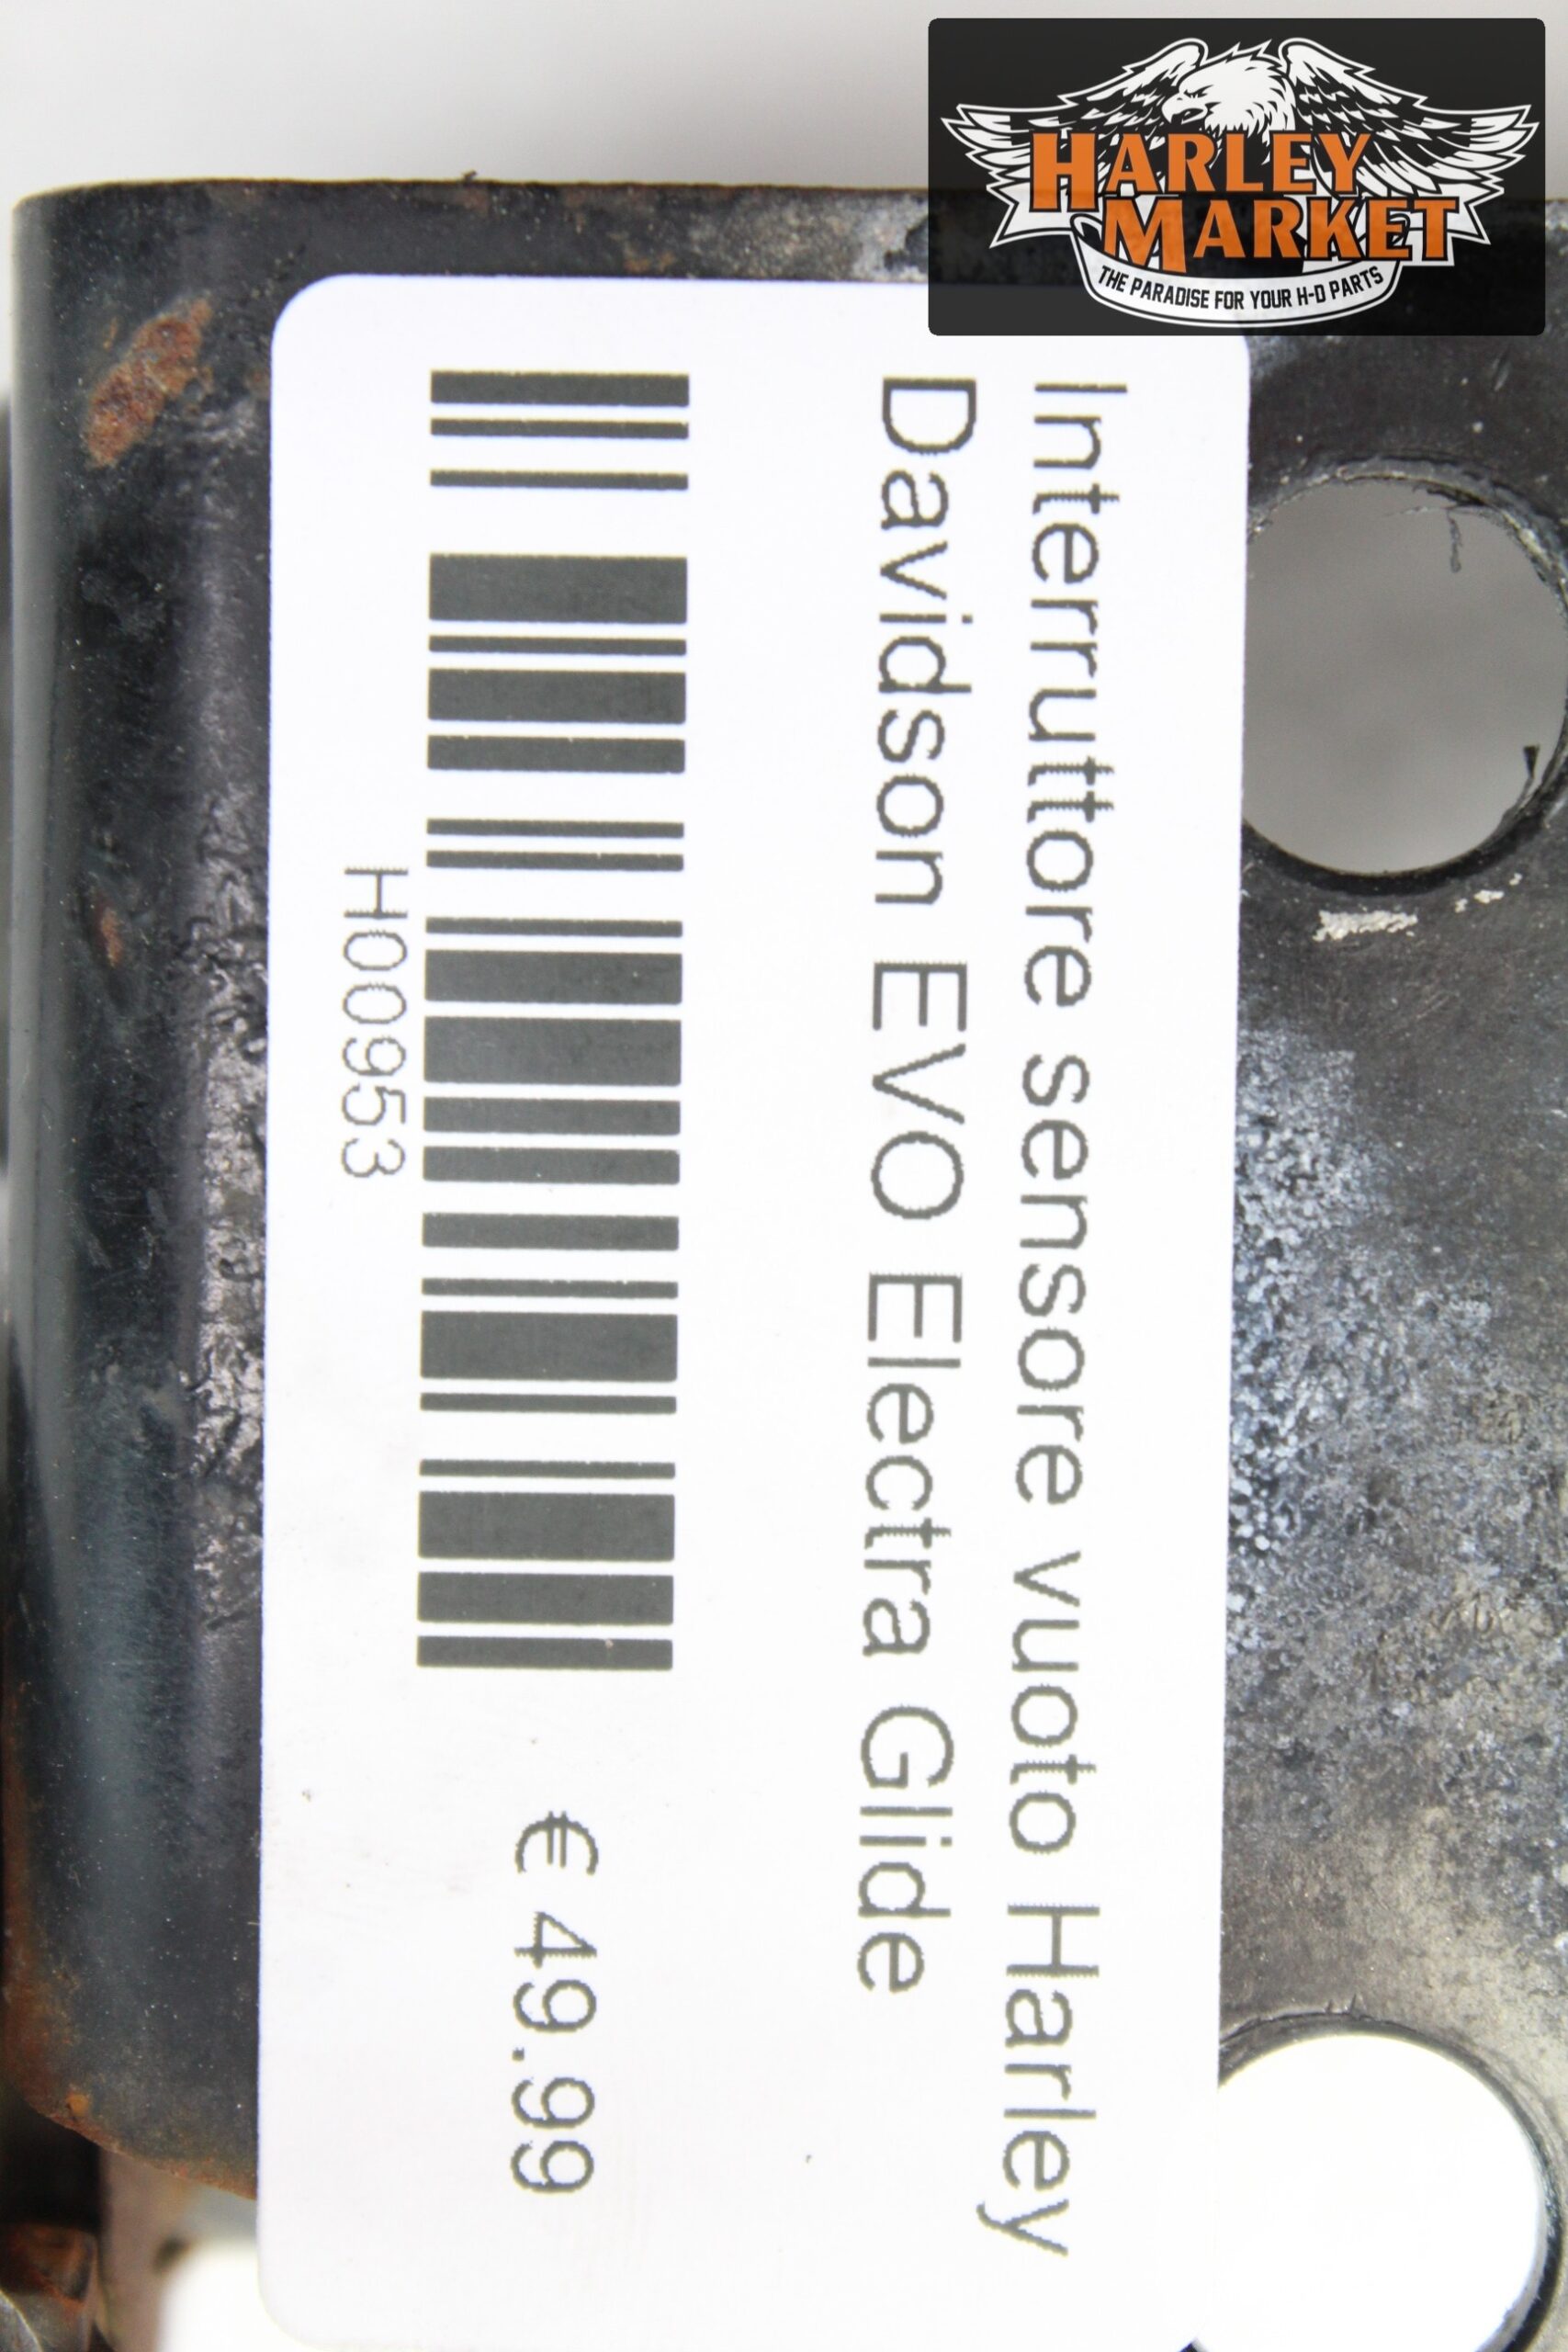 HARLEY
MARKET
THE PARADISE FOR YOUR H-D PARTS
Interruttore sensore vuoto Harley
Davidson EVO Electra Glide
€ 49.99
H00953